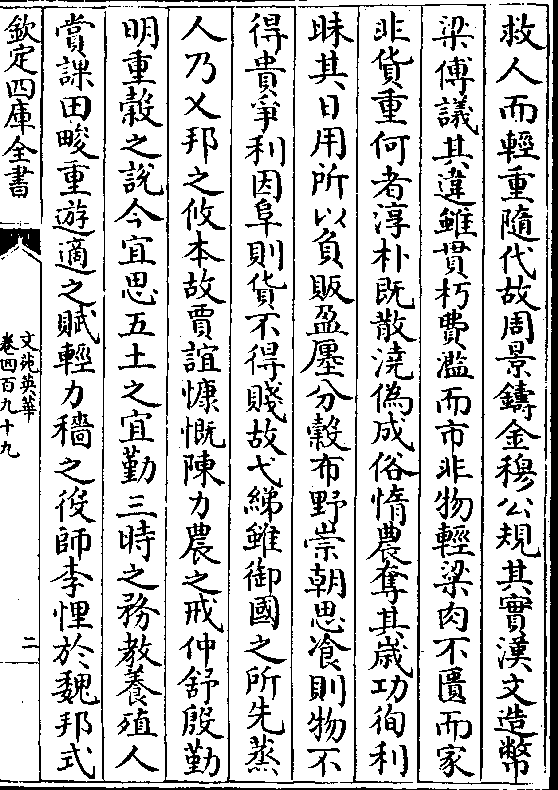 救人而輕重隨代故周景鑄金穆公規其實漢文造幣
梁傅議其違雖貫朽費濫而市非物輕粱肉不匱而家
非貨重何者淳朴既散澆偽成俗惰農奪其歲功徇利
昧其日用所以負販盈廛分穀布野崇朝思飡則物不
得貴爭利因阜則貨不得賤故弋綈雖御國之所先蒸
人乃乂邦之攸本故賈誼慷慨陳力農之戒仲舒殷勤
明重穀之說今宜思五土之宜勤三時之務教養殖人
賞課田畯重遊適之賦輕力穡之役師李悝於魏邦式
欽定四庫全書
文苑英華
卷四百九十九
二